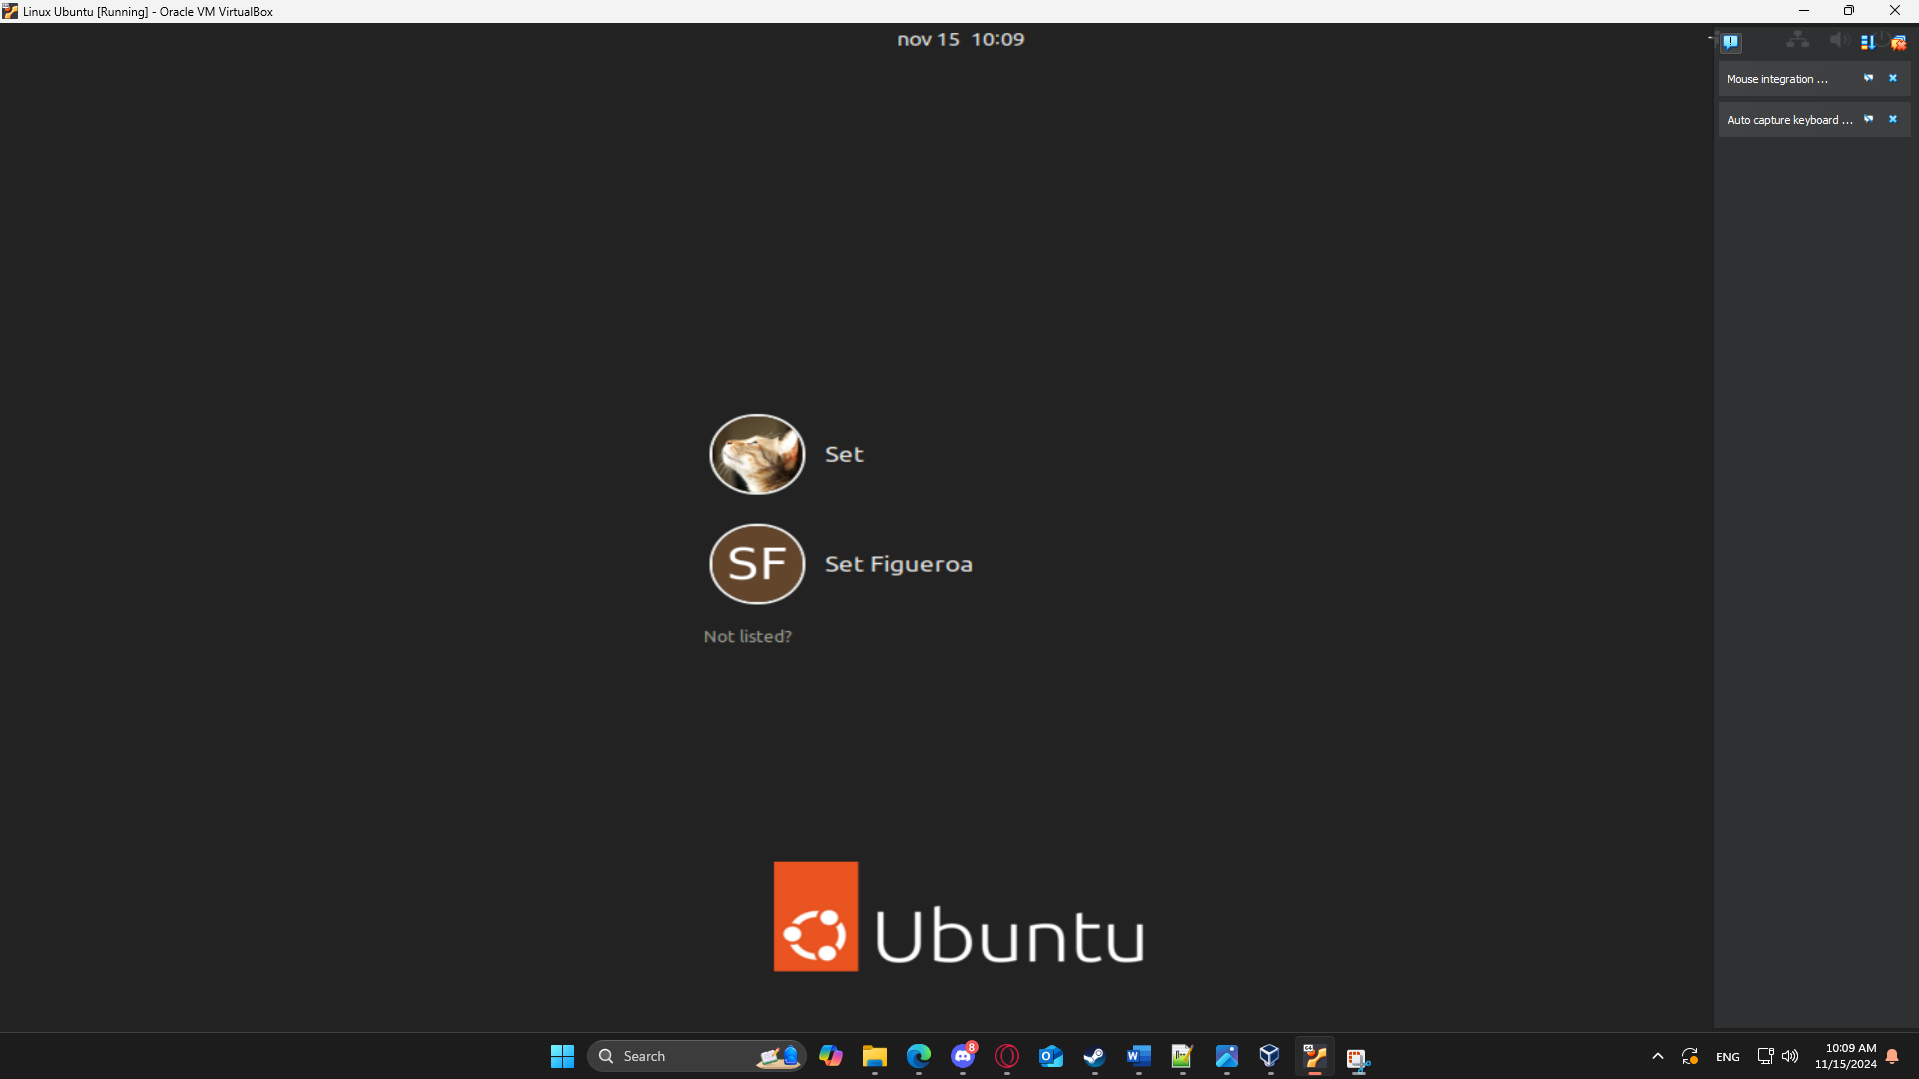 Linux Ubuntu [Running] - Oracle VM VirtualBox
nov 15 10:09
Mouse integration ...
Auto capture keyboard ...
Set
SF
Set Figueroa
Not listed?
Ubuntu
Search
8
ENG
10:09 AM
11/15/2024